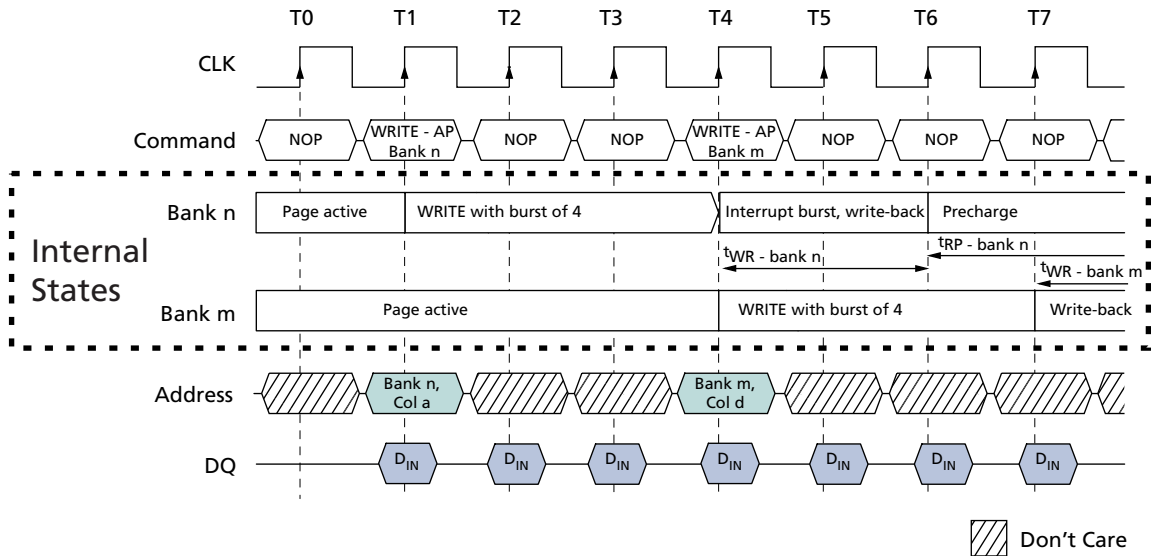 T0 T1 T2 T3 T4 T5 T6 T7
CLK
Command NOP WRITE - AP Bank n NOP NOP WRITE - AP Bank m NOP NOP NOP
Bank n Page active WRITE with burst of 4 Interrupt burst, write-back Precharge
Internal
States
tWR - bank n tRP - bank n
tWR - bank m
Bank m Page active WRITE with burst of 4 Write-back
Address Bank n, Col a Bank m, Col d
DQ DIN DIN DIN DIN DIN DIN DIN
Don't Care